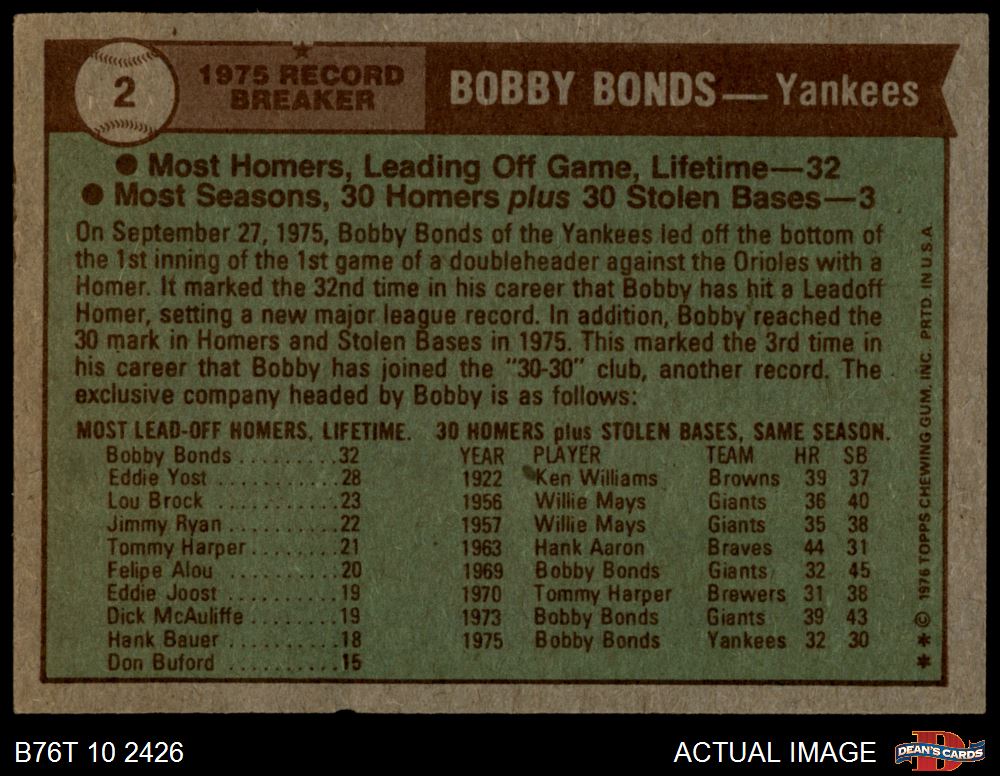 2
1975 RECORD
BREAKER
BOBBY BONDS — Yankees
● Most Homers, Leading Off Game, Lifetime—32
● Most Seasons, 30 Homers plus 30 Stolen Bases—3
On September 27, 1975, Bobby Bonds of the Yankees led off the bottom of
the 1st inning of the 1st game of a doubleheader against the Orioles with a
Homer. It marked the 32nd time in his career that Bobby has hit a Leadoff
Homer, setting a new major league record. In addition, Bobby reached the
30 mark in Homers and Stolen Bases in 1975. This marked the 3rd time in
his career that Bobby has joined the "30-30" club, another record. The
exclusive company headed by Bobby is as follows:
MOST LEAD-OFF HOMERS, LIFETIME.
Bobby Bonds ..........32
Eddie Yost ............28
Lou Brock ............23
Jimmy Ryan ..........22
Tommy Harper........21
Felipe Alou ..........20
Eddie Joost ..........19
Dick McAuliffe ........19
Hank Bauer ..........18
Don Buford ..........15
30 HOMERS plus STOLEN BASES, SAME SEASON.
YEAR PLAYER TEAM HR SB
1922 Ken Williams Browns 39 37
1956 Willie Mays Giants 36 40
1957 Willie Mays Giants 35 38
1963 Hank Aaron Braves 44 31
1969 Bobby Bonds Giants 32 45
1970 Tommy Harper Brewers 31 38
1973 Bobby Bonds Giants 39 43
1975 Bobby Bonds Yankees 32 30
* * © 1976 TOPPS CHEWING GUM, INC. PRTD. IN U.S.A.
B76T 10 2426
ACTUAL IMAGE
DEAN'S CARDS